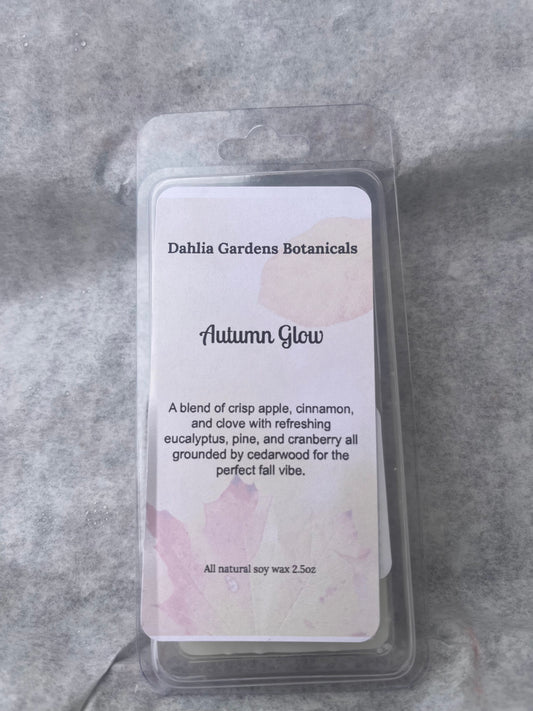 Dahlia Gardens Botanicals
Autumn Glow
A blend of crisp apple, cinnamon,
and clove with refreshing
eucalyptus, pine, and cranberry all
grounded by cedarwood for the
perfect fall vibe.
All natural soy wax 2.5oz